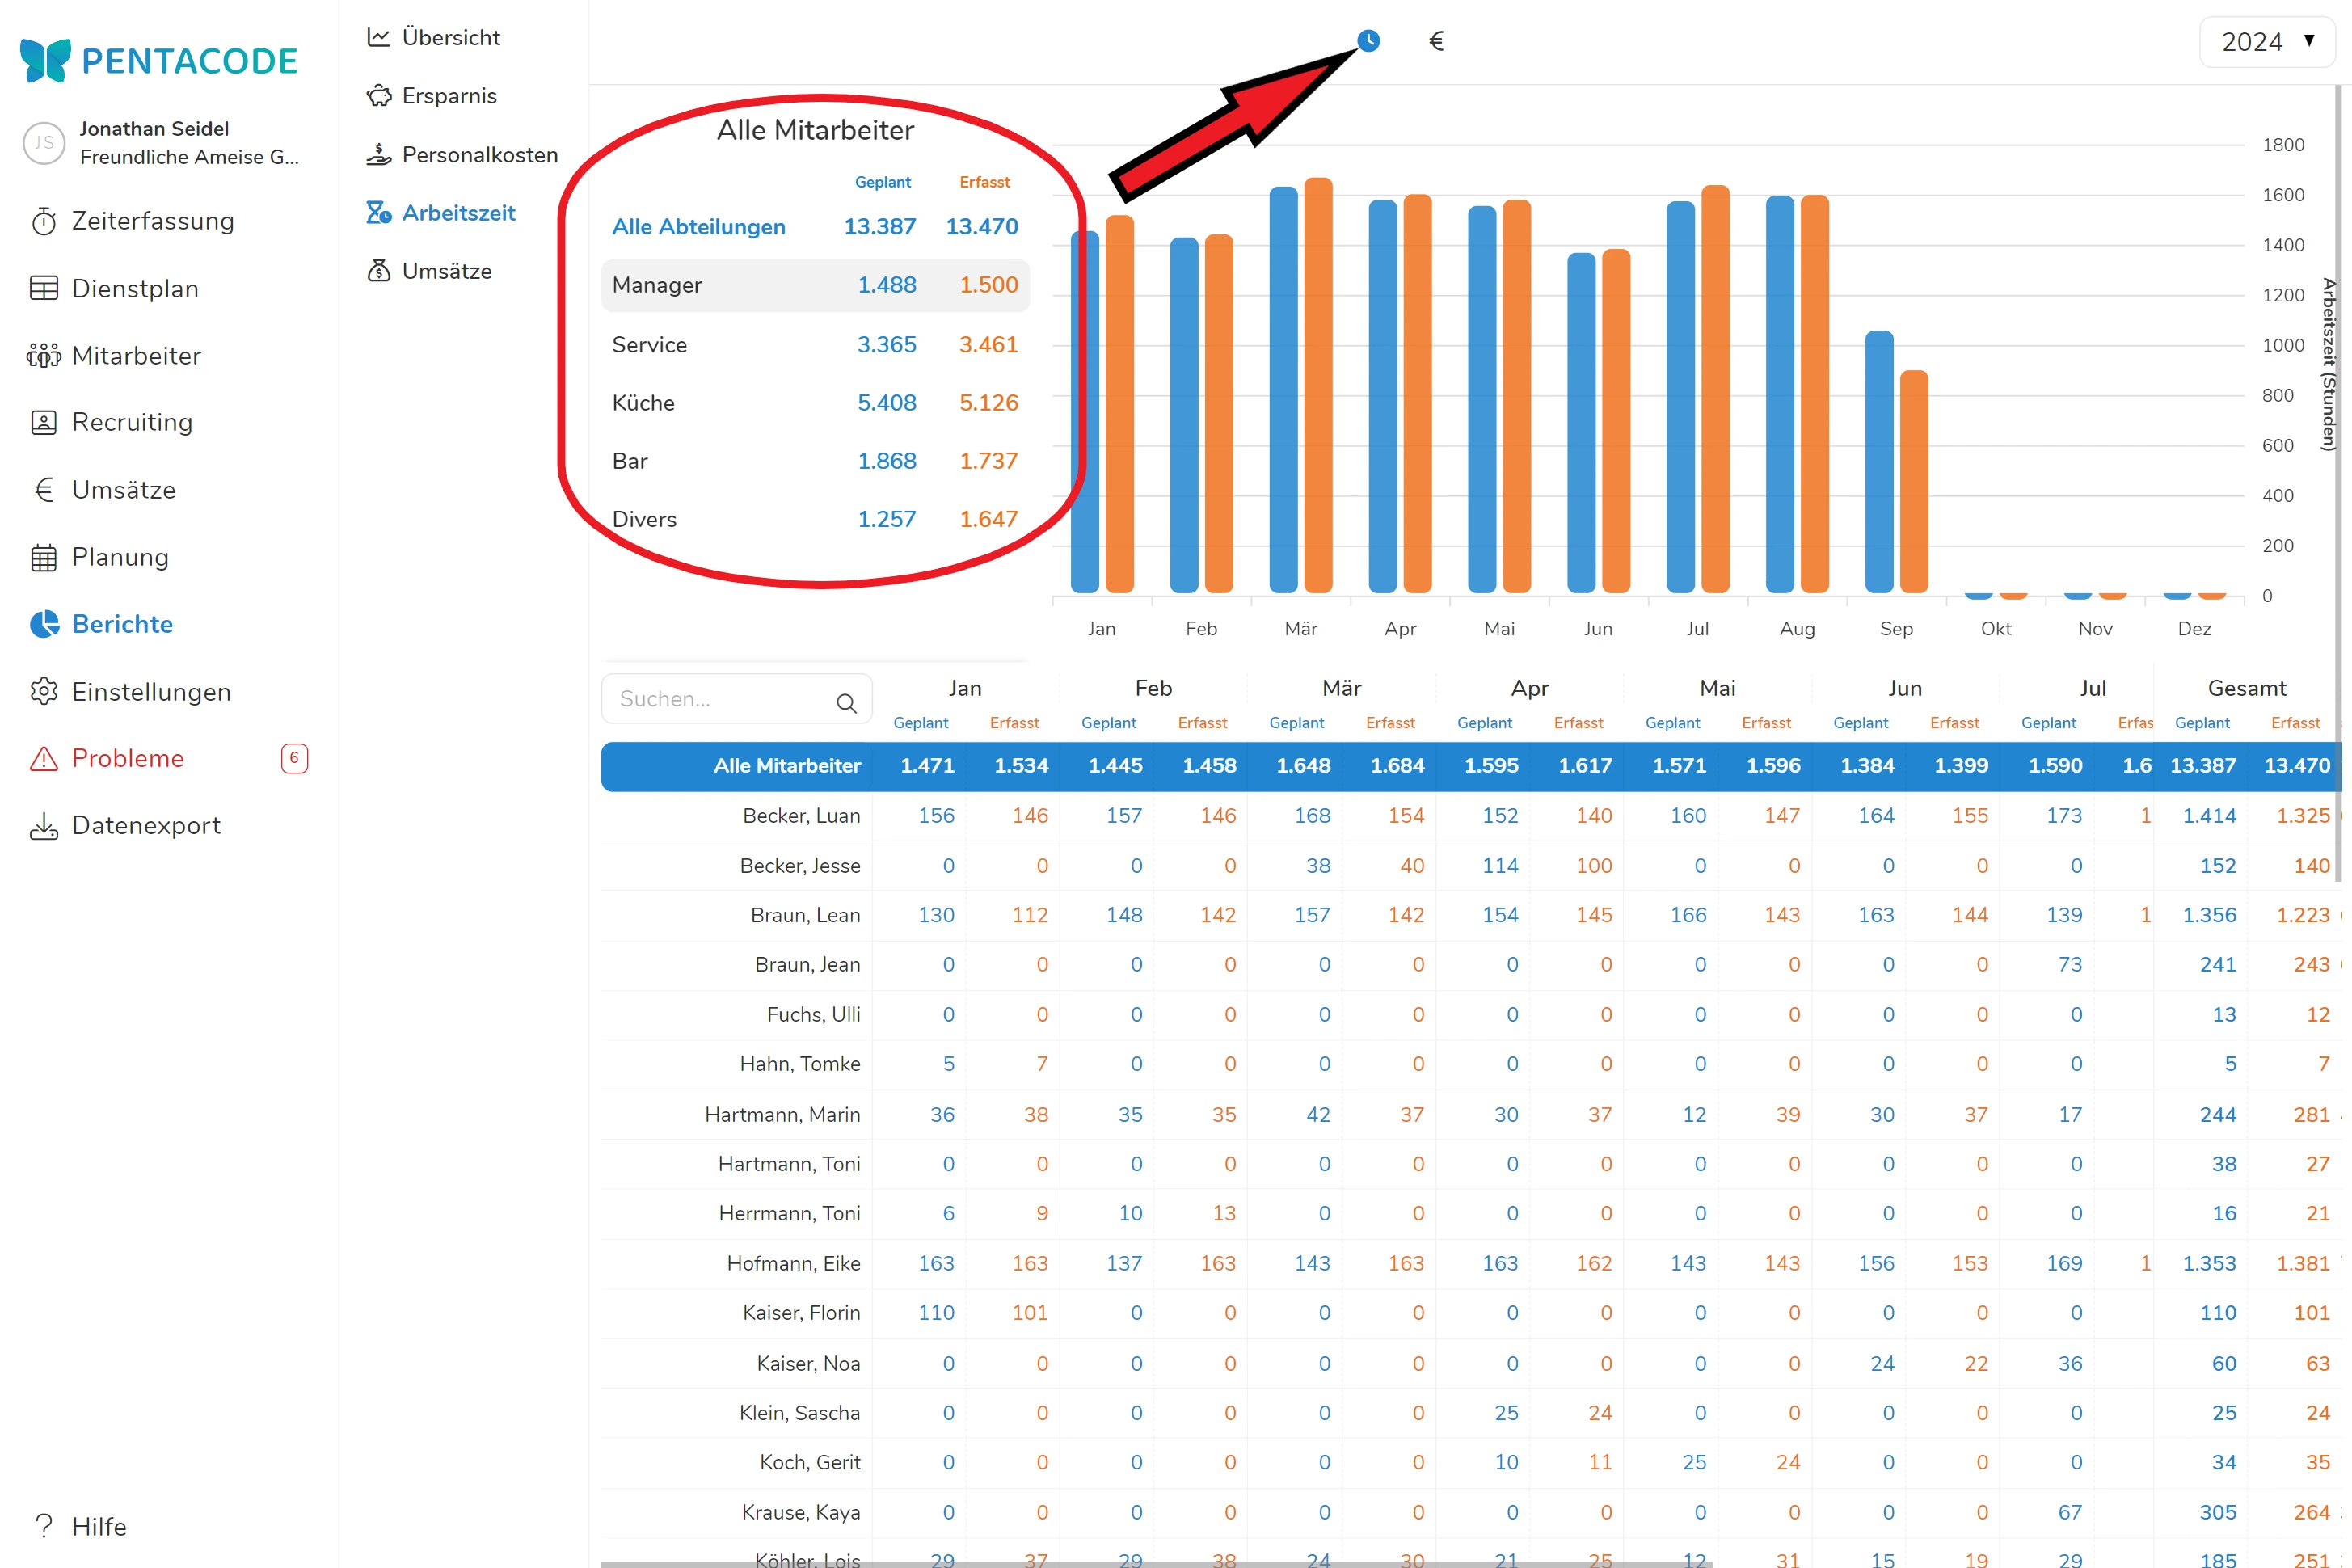 PENTACODE
JS
Jonathan Seidel
Freundliche Ameise G...
Zeiterfassung
Dienstplan
Mitarbeiter
Recruiting
Umsätze
Planung
Berichte
Einstellungen
Probleme 6
Datenexport
Hilfe
Übersicht
Ersparnis
Personalkosten
Arbeitszeit
Umsätze
€
2024
Alle Mitarbeiter
Geplant Erfasst
Alle Abteilungen 13.387 13.470
Manager 1.488 1.500
Service 3.365 3.461
Küche 5.408 5.126
Bar 1.868 1.737
Divers 1.257 1.647
1800
1600
1400
1200
1000
800
600
400
200
0
Arbeitszeit (Stunden)
Jan Feb Mär Apr Mai Jun Jul Aug Sep Okt Nov Dez
Suchen... Jan Feb Mär Apr Mai Jun Jul Gesamt
Geplant Erfasst Geplant Erfasst Geplant Erfasst Geplant Erfasst Geplant Erfasst Geplant Erfasst Geplant Erfas Geplant Erfasst
Alle Mitarbeiter 1.471 1.534 1.445 1.458 1.648 1.684 1.595 1.617 1.571 1.596 1.384 1.399 1.590 1.6 13.387 13.470
Becker, Luan 156 146 157 146 168 154 152 140 160 147 164 155 173 1 1.414 1.325
Becker, Jesse 0 0 0 0 38 40 114 100 0 0 0 0 0 152 140
Braun, Lean 130 112 148 142 157 142 154 145 166 143 163 144 139 1 1.356 1.223
Braun, Jean 0 0 0 0 0 0 0 0 0 0 0 0 73 241 243
Fuchs, Ulli 0 0 0 0 0 0 0 0 0 0 0 0 0 13 12
Hahn, Tomke 5 7 0 0 0 0 0 0 0 0 0 0 0 5 7
Hartmann, Marin 36 38 35 35 42 37 30 37 12 39 30 37 17 244 281
Hartmann, Toni 0 0 0 0 0 0 0 0 0 0 0 0 0 38 27
Herrmann, Toni 6 9 10 13 0 0 0 0 0 0 0 0 0 16 21
Hofmann, Eike 163 163 137 163 143 163 163 162 143 143 156 153 169 1 1.353 1.381
Kaiser, Florin 110 101 0 0 0 0 0 0 0 0 0 0 0 110 101
Kaiser, Noa 0 0 0 0 0 0 0 0 0 0 24 22 36 60 63
Klein, Sascha 0 0 0 0 0 0 25 24 0 0 0 0 0 25 24
Koch, Gerit 0 0 0 0 0 0 10 11 25 24 0 0 0 34 35
Krause, Kaya 0 0 0 0 0 0 0 0 0 0 0 0 67 305 264
Köhler, Lois 29 37 29 38 24 30 21 25 12 31 15 19 29 185 251